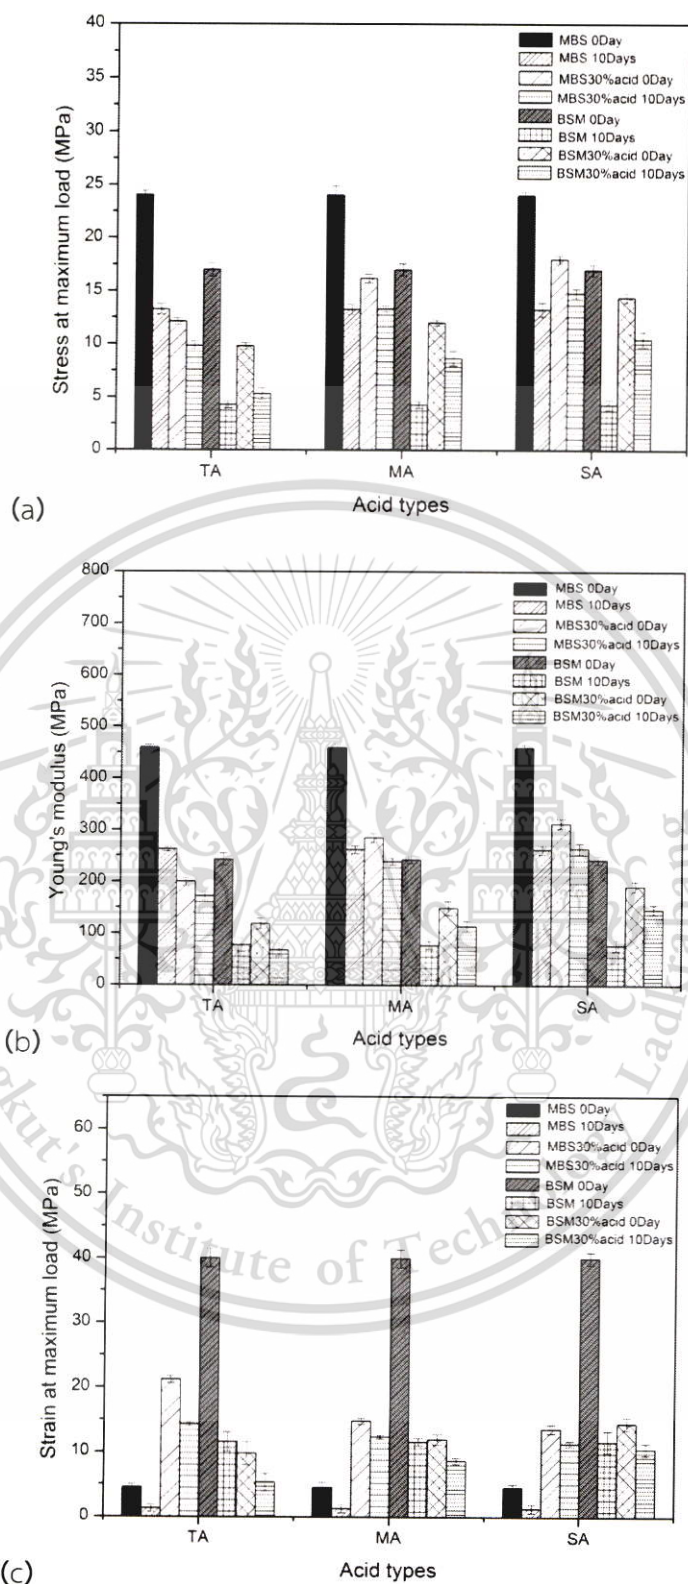 40
35
30
25
20
15
10
5
0
Stress at maximum load (MPa)
MBS 0Day
MBS 10Days
MBS30%acid 0Day
MBS30%acid 10Days
BSM 0Day
BSM 10Days
BSM30%acid 0Day
BSM30%acid 10Days
TA MA SA
(a)
Acid types
800
700
600
500
400
300
200
100
0
Young's modulus (MPa)
MBS 0Day
MBS 10Days
MBS30%acid 0Day
MBS30%acid 10Days
BSM 0Day
BSM 10Days
BSM30%acid 0Day
BSM30%acid 10Days
TA MA SA
(b)
Acid types
60
50
40
30
20
10
0
Strain at maximum load (MPa)
MBS 0Day
MBS 10Days
MBS30%acid 0Day
MBS30%acid 10Days
BSM 0Day
BSM 10Days
BSM30%acid 0Day
BSM30%acid 10Days
TA MA SA
(c)
Acid types
Institute of Technology